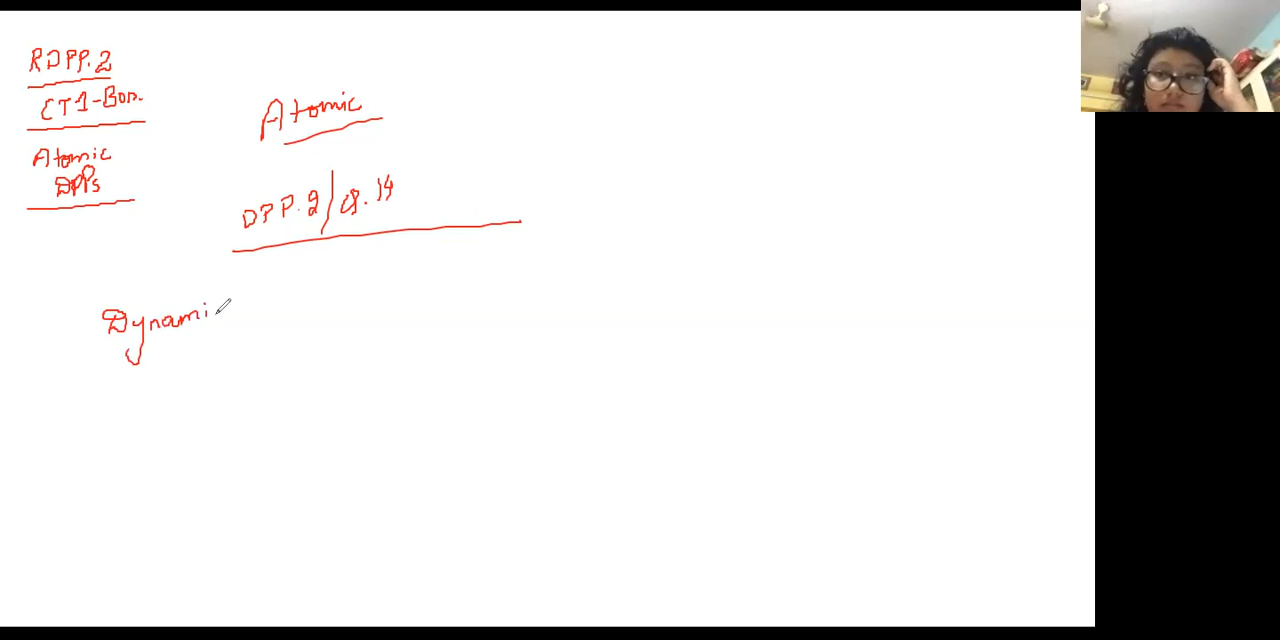 RDPP.2
CT1-Bon.
Atomic
DPPs
Atomic
DPP.2/Q.14
Dynami